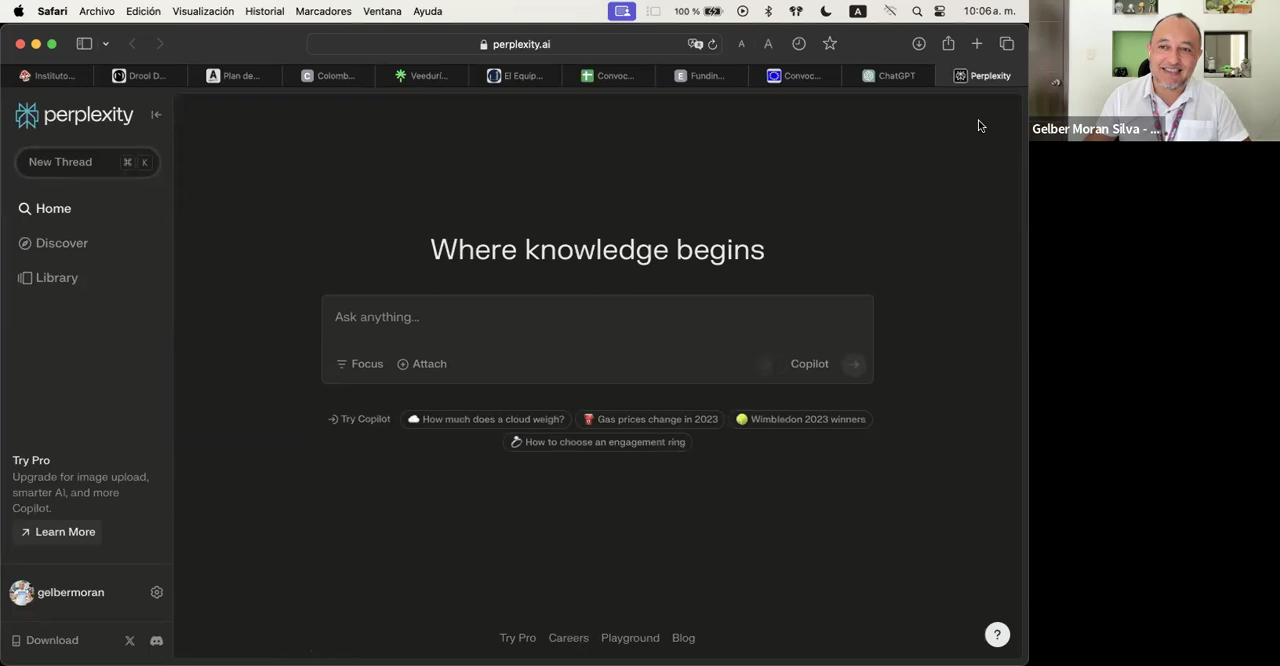 Safari Archivo Edición Visualización Historial Marcadores Ventana Ayuda 100 % A 10:06 a. m.
perplexity.ai A A
Instituto... Drool D... Plan de... Colomb... Veedurí... El Equip... Convoc... Fundin... Convoc... ChatGPT Perplexity
perplexity
New Thread ⌘ K
Home
Discover
Library
Where knowledge begins
Ask anything...
Focus Attach Copilot
Try Copilot How much does a cloud weigh? Gas prices change in 2023 Wimbledon 2023 winners
How to choose an engagement ring
Try Pro
Upgrade for image upload,
smarter AI, and more
Copilot.
Learn More
gelbermoran
Download
Try Pro Careers Playground Blog
?
Gelber Moran Silva - ...